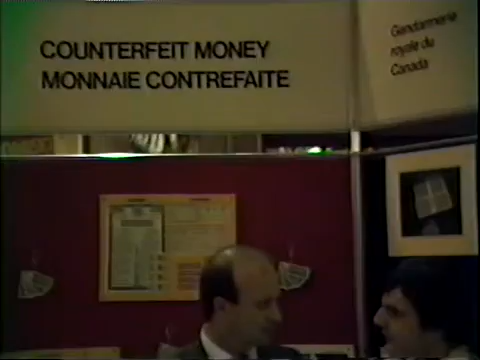 COUNTERFEIT MONEY
MONNAIE CONTREFAITE
Gendarmerie
royale du
Canada